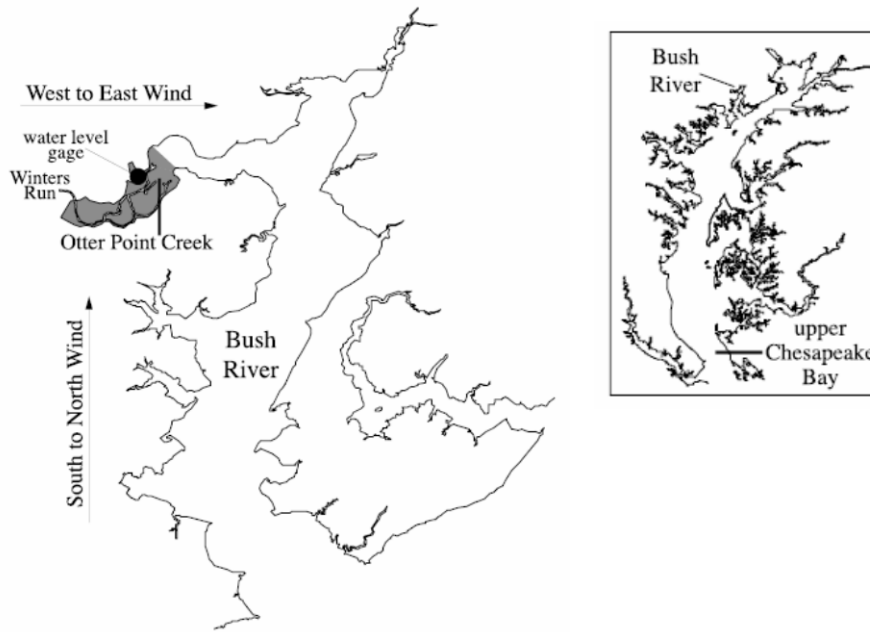 West to East Wind
water level
gage
Winters
Run
Otter Point Creek
South to North Wind
Bush
River
Bush
River
upper
Chesapeake
Bay